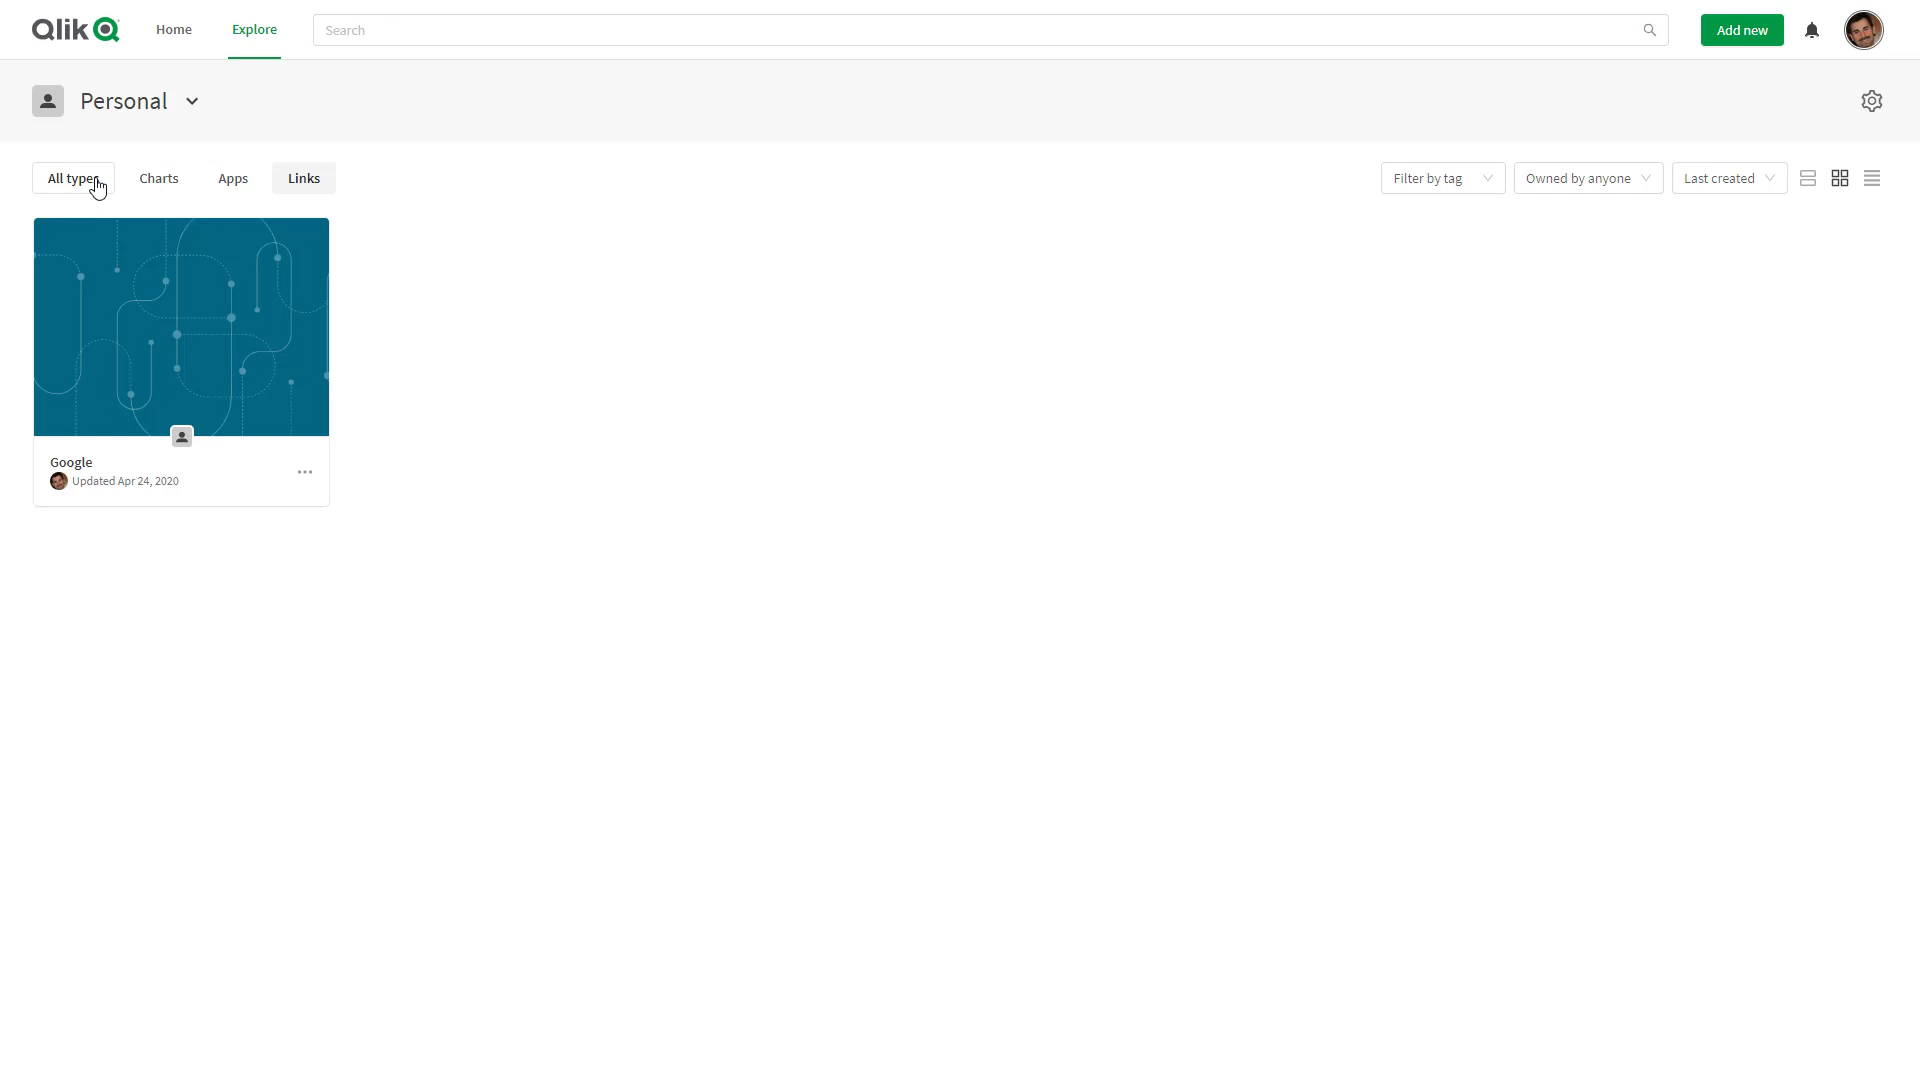 Qlik
Home
Explore
Search
Add new
Personal
All types
Charts
Apps
Links
Filter by tag
Owned by anyone
Last created
Google
Updated Apr 24, 2020